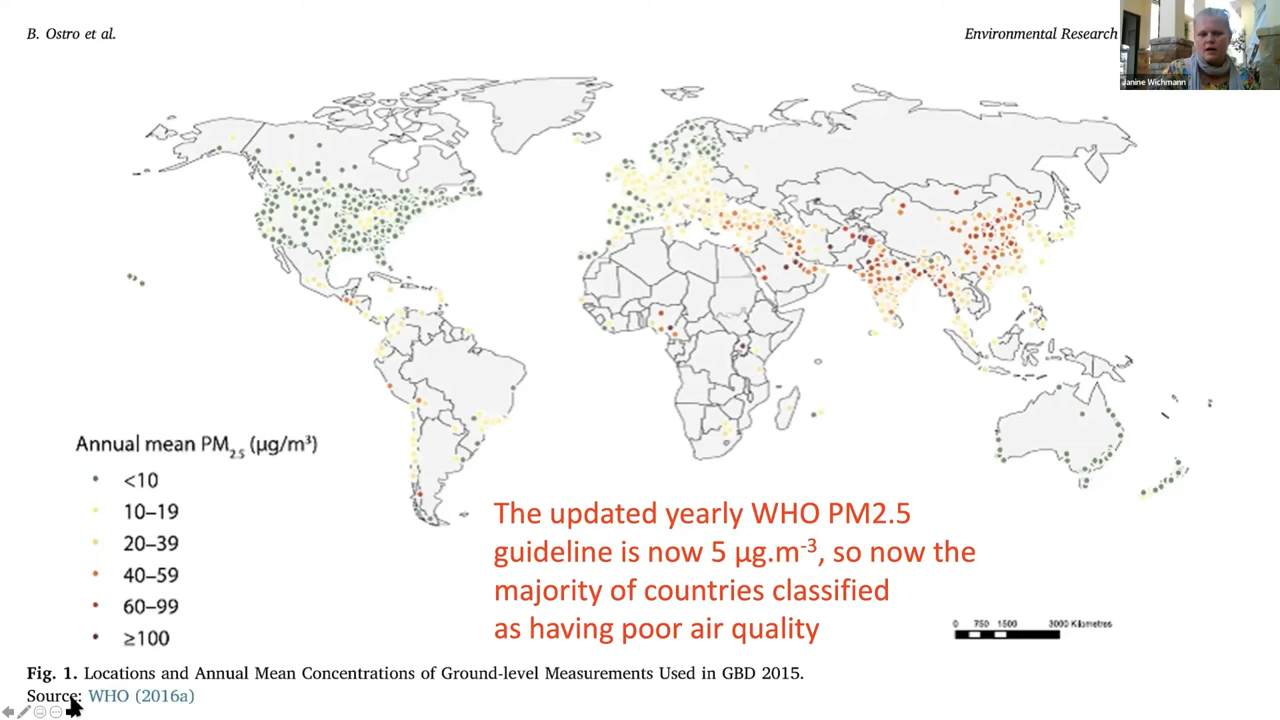 B. Ostro et al.
Environmental Research
Janine Wichmann
Annual mean PM2.5 (µg/m³)
<10
10–19
20–39
40–59
60–99
≥100
The updated yearly WHO PM2.5
guideline is now 5 µg.m⁻³, so now the
majority of countries classified
as having poor air quality
0 750 1500 3000 Kilometres
Fig. 1. Locations and Annual Mean Concentrations of Ground-level Measurements Used in GBD 2015.
Source: WHO (2016a)